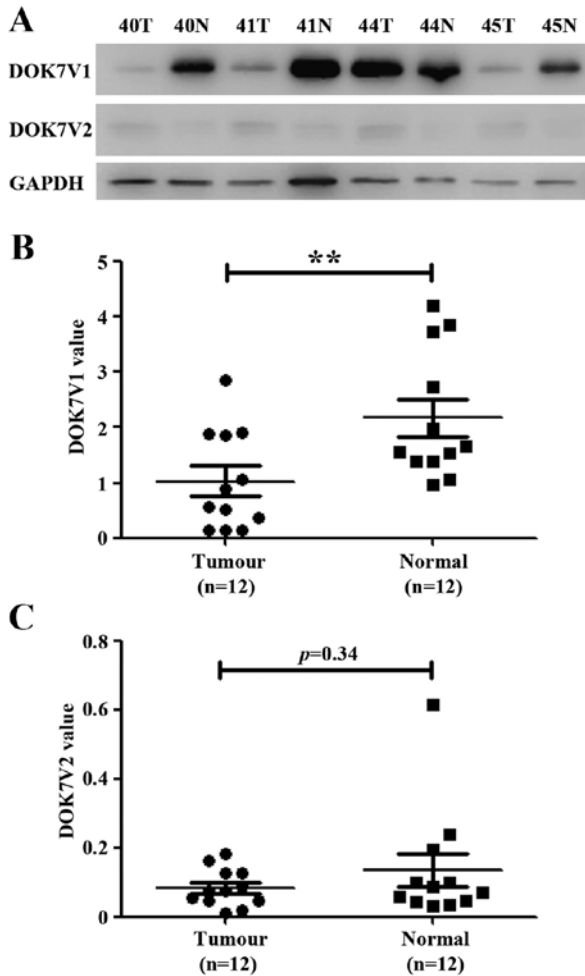 A
40T 40N 41T 41N 44T 44N 45T 45N
DOK7V1
DOK7V2
GAPDH
B
DOK7V1 value
5
4
3
2
1
0
**
Tumour
(n=12)
Normal
(n=12)
C
DOK7V2 value
0.8
0.6
0.4
0.2
0
p=0.34
Tumour
(n=12)
Normal
(n=12)